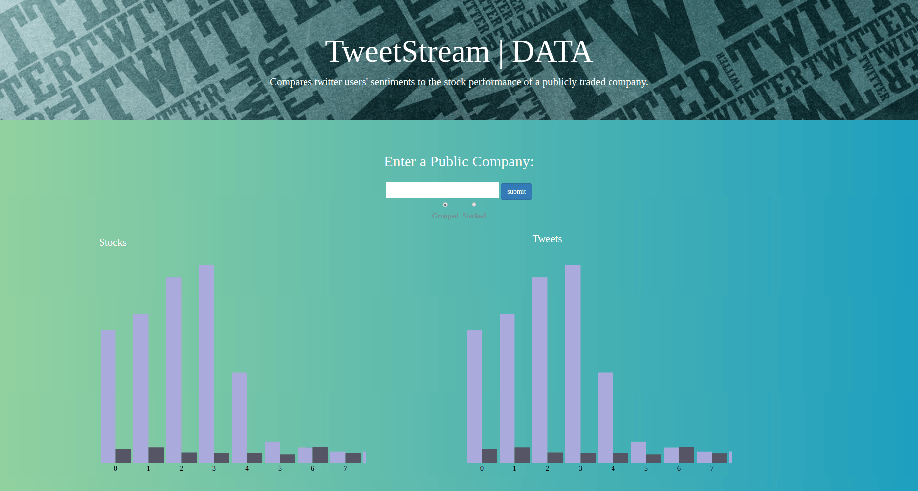 TweetStream | DATA
Compares twitter users' sentiments to the stock performance of a publicly traded company.
Enter a Public Company:
submit
Grouped Stacked
Stocks
Tweets
0 1 2 3 4 5 6 7
0 1 2 3 4 5 6 7